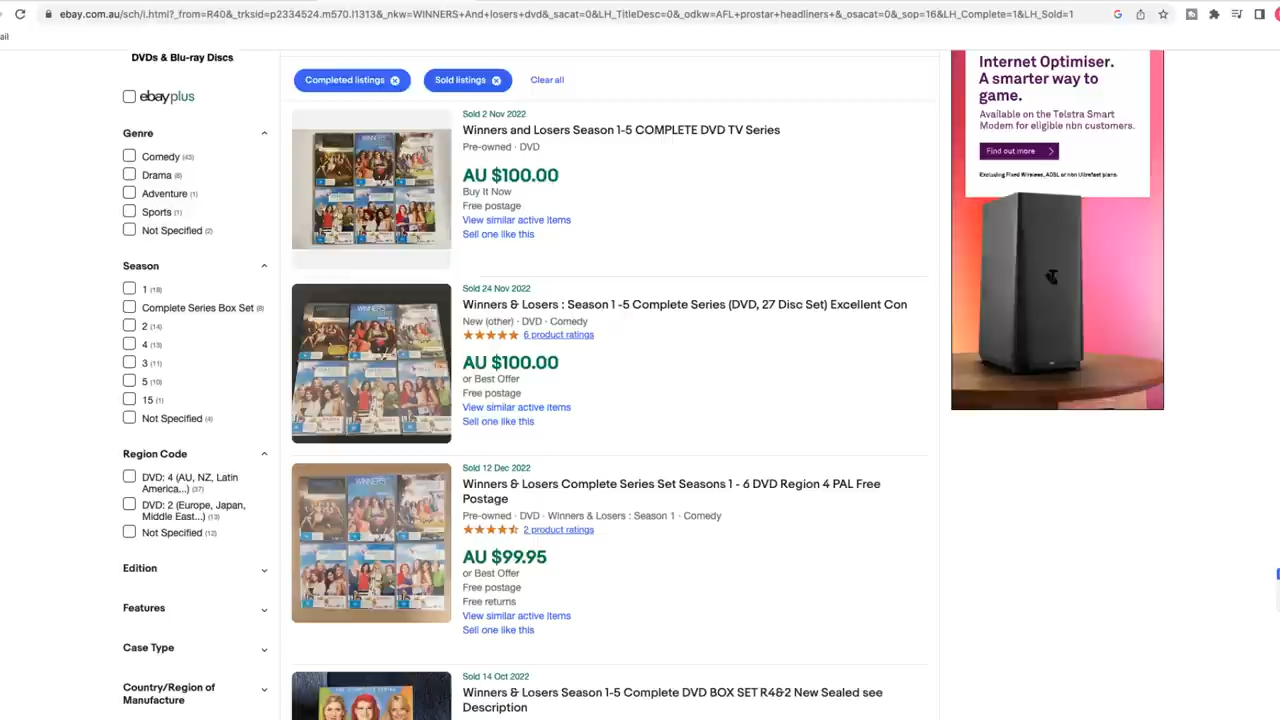 ebay.com.au/sch/i.html?_from=R40&_trksid=p2334524.m570.l1313&_nkw=WINNERS+And+losers+dvd&_sacat=0&LH_TitleDesc=0&_odkw=AFL+prostar+headliners+&_osacat=0&_sop=16&LH_Complete=1&LH_Sold=1
ail
DVDs & Blu-ray Discs
ebayplus
Genre
Comedy (43)
Drama (8)
Adventure (1)
Sports (1)
Not Specified (2)
Season
1 (18)
Complete Series Box Set (8)
2 (14)
4 (13)
3 (11)
5 (10)
15 (1)
Not Specified (4)
Region Code
DVD: 4 (AU, NZ, Latin
America...) (37)
DVD: 2 (Europe, Japan,
Middle East...) (13)
Not Specified (12)
Edition
Features
Case Type
Country/Region of
Manufacture
Completed listings
Sold listings
Clear all
Sold 2 Nov 2022
Winners and Losers Season 1-5 COMPLETE DVD TV Series
Pre-owned · DVD
AU $100.00
Buy It Now
Free postage
View similar active items
Sell one like this
Sold 24 Nov 2022
Winners & Losers : Season 1 -5 Complete Series (DVD, 27 Disc Set) Excellent Con
New (other) · DVD · Comedy
6 product ratings
AU $100.00
or Best Offer
Free postage
View similar active items
Sell one like this
Sold 12 Dec 2022
Winners & Losers Complete Series Set Seasons 1 - 6 DVD Region 4 PAL Free
Postage
Pre-owned · DVD · Winners & Losers : Season 1 · Comedy
2 product ratings
AU $99.95
or Best Offer
Free postage
Free returns
View similar active items
Sell one like this
Sold 14 Oct 2022
Winners & Losers Season 1-5 Complete DVD BOX SET R4&2 New Sealed see
Description
Internet Optimiser.
A smarter way to
game.
Available on the Telstra Smart
Modem for eligible nbn customers.
Find out more
Excluding Fixed Wireless, ADSL or nbn Ultrafast plans.